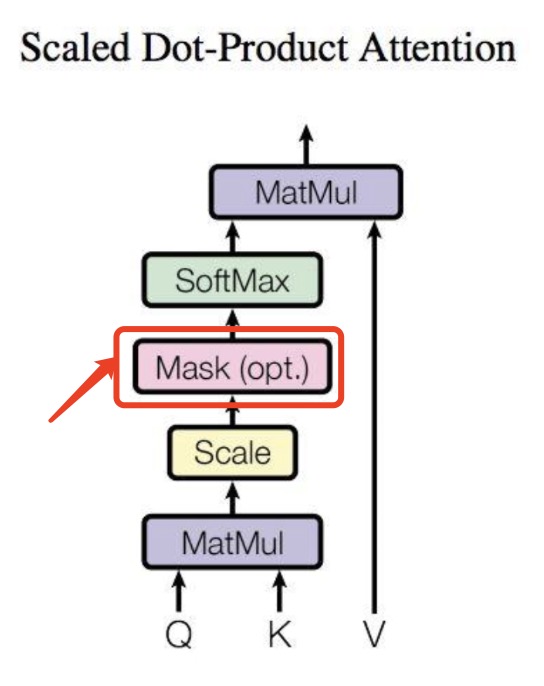 Scaled Dot-Product Attention
MatMul
SoftMax
Mask (opt.)
Scale
MatMul
Q K V